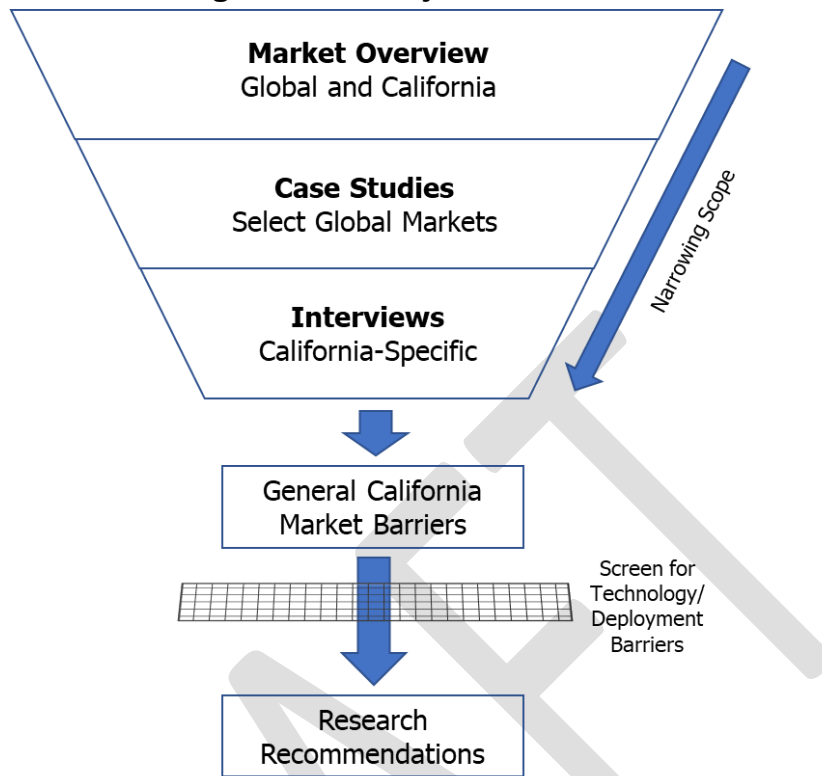 Market Overview
Global and California
Case Studies
Select Global Markets
Interviews
California-Specific
Narrowing Scope
General California
Market Barriers
Screen for
Technology/
Deployment
Barriers
Research
Recommendations